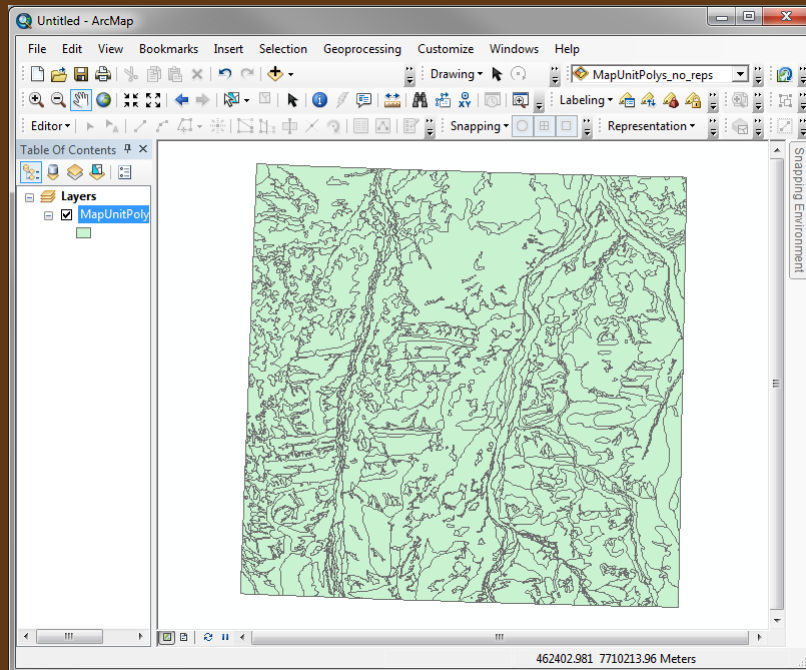 Untitled - ArcMap
File Edit View Bookmarks Insert Selection Geoprocessing Customize Windows Help
Drawing MapUnitPolys_no_reps
Labeling
Editor Snapping Representation
Table Of Contents
Layers
MapUnitPoly
Snapping Environment
462402.981 7710213.96 Meters